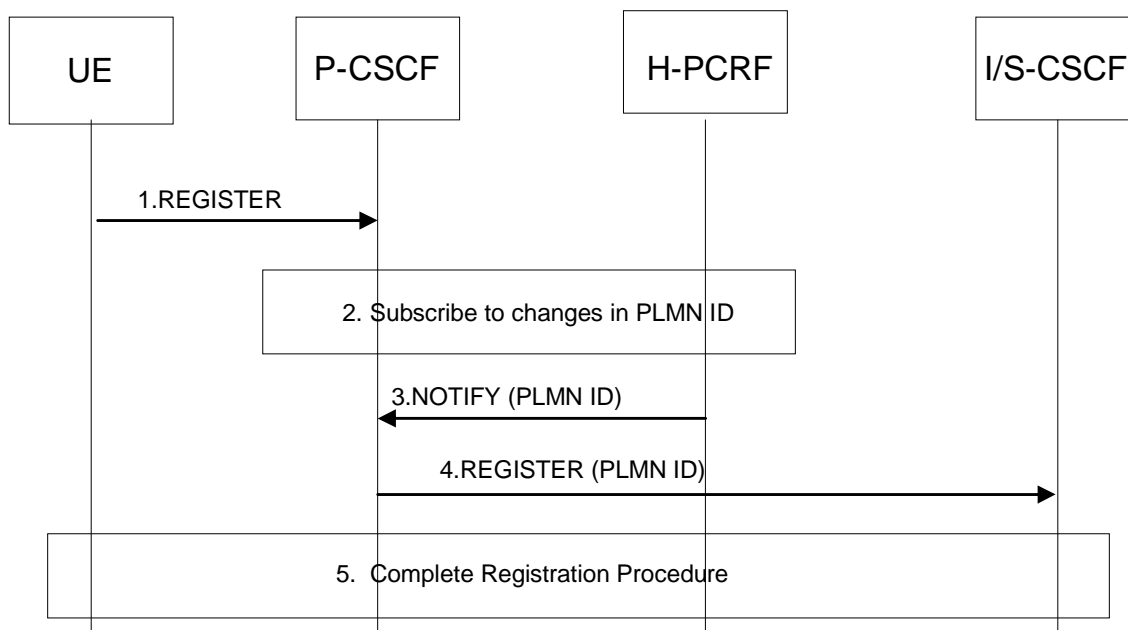 UE
P-CSCF
H-PCRF
I/S-CSCF
1.REGISTER
2. Subscribe to changes in PLMN ID
3.NOTIFY (PLMN ID)
4.REGISTER (PLMN ID)
5. Complete Registration Procedure